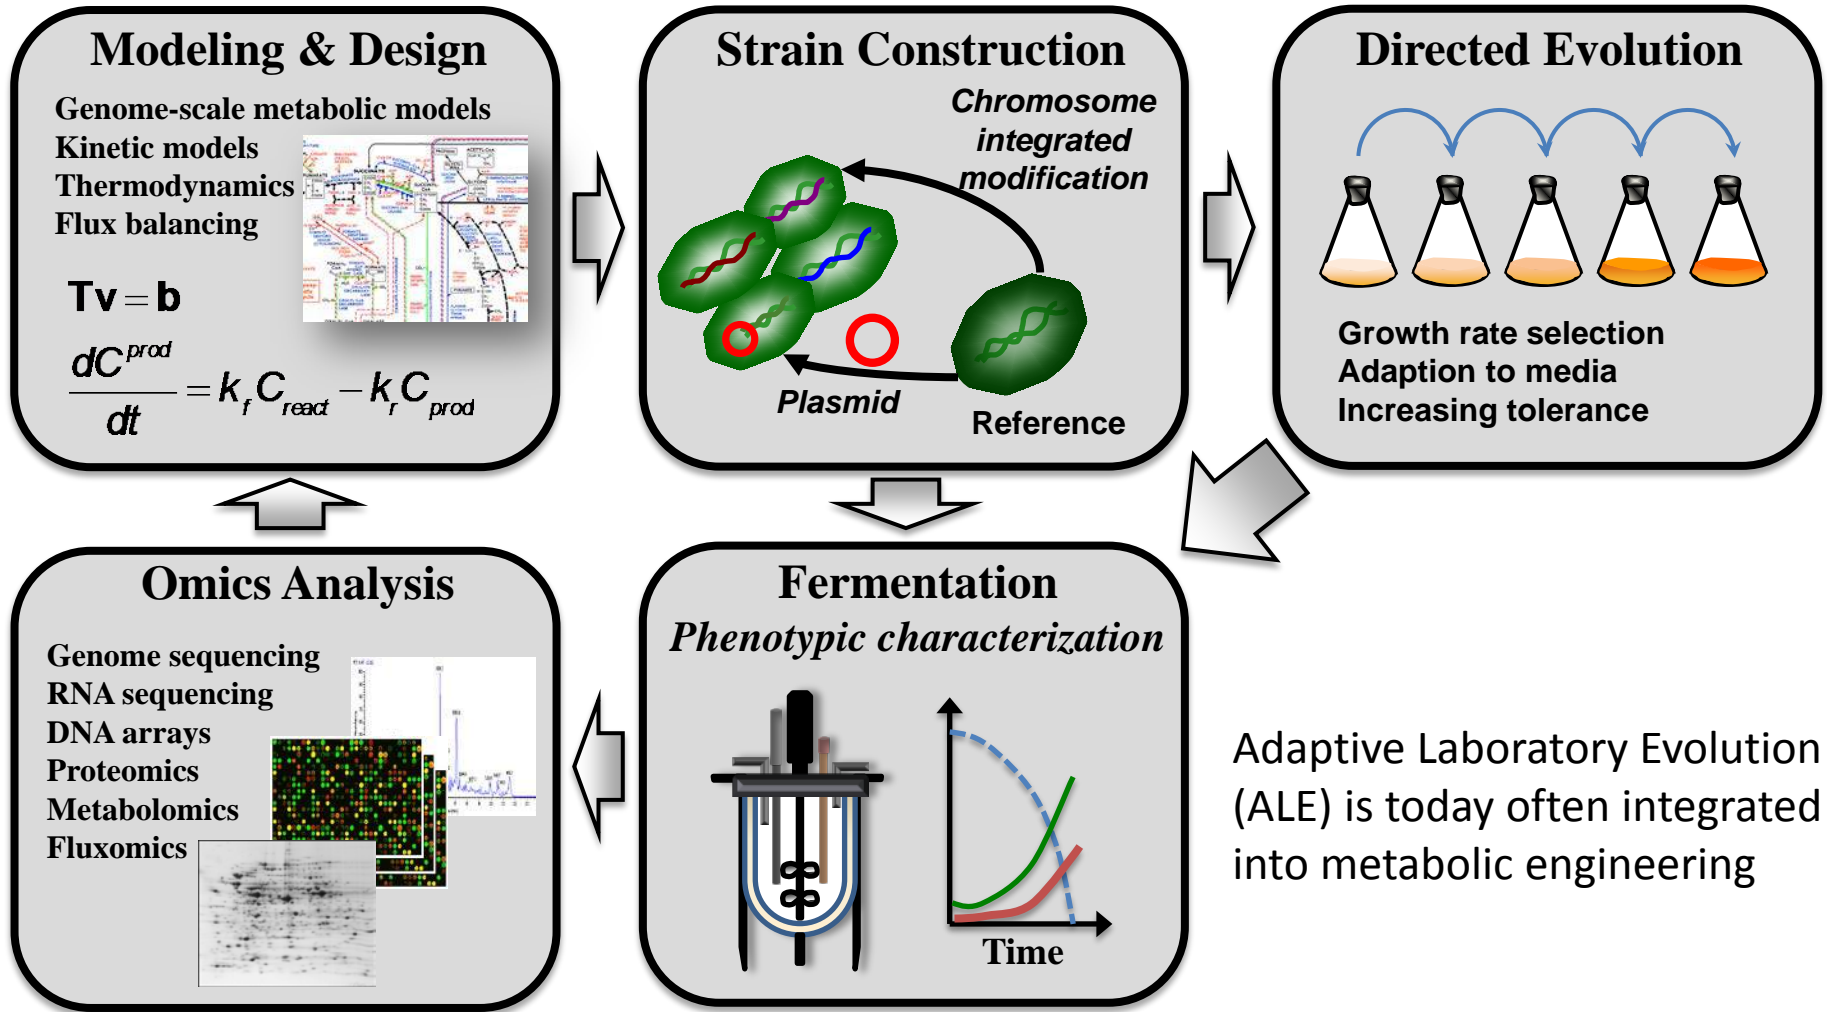 Modeling & Design
Genome-scale metabolic models
Kinetic models
Thermodynamics
Flux balancing
Tv = b
dC^prod/dt = k_f C_react − k_r C_prod
Strain Construction
Chromosome
integrated
modification
Plasmid
Reference
Directed Evolution
Growth rate selection
Adaption to media
Increasing tolerance
Omics Analysis
Genome sequencing
RNA sequencing
DNA arrays
Proteomics
Metabolomics
Fluxomics
Fermentation
Phenotypic characterization
Time
Adaptive Laboratory Evolution
(ALE) is today often integrated
into metabolic engineering